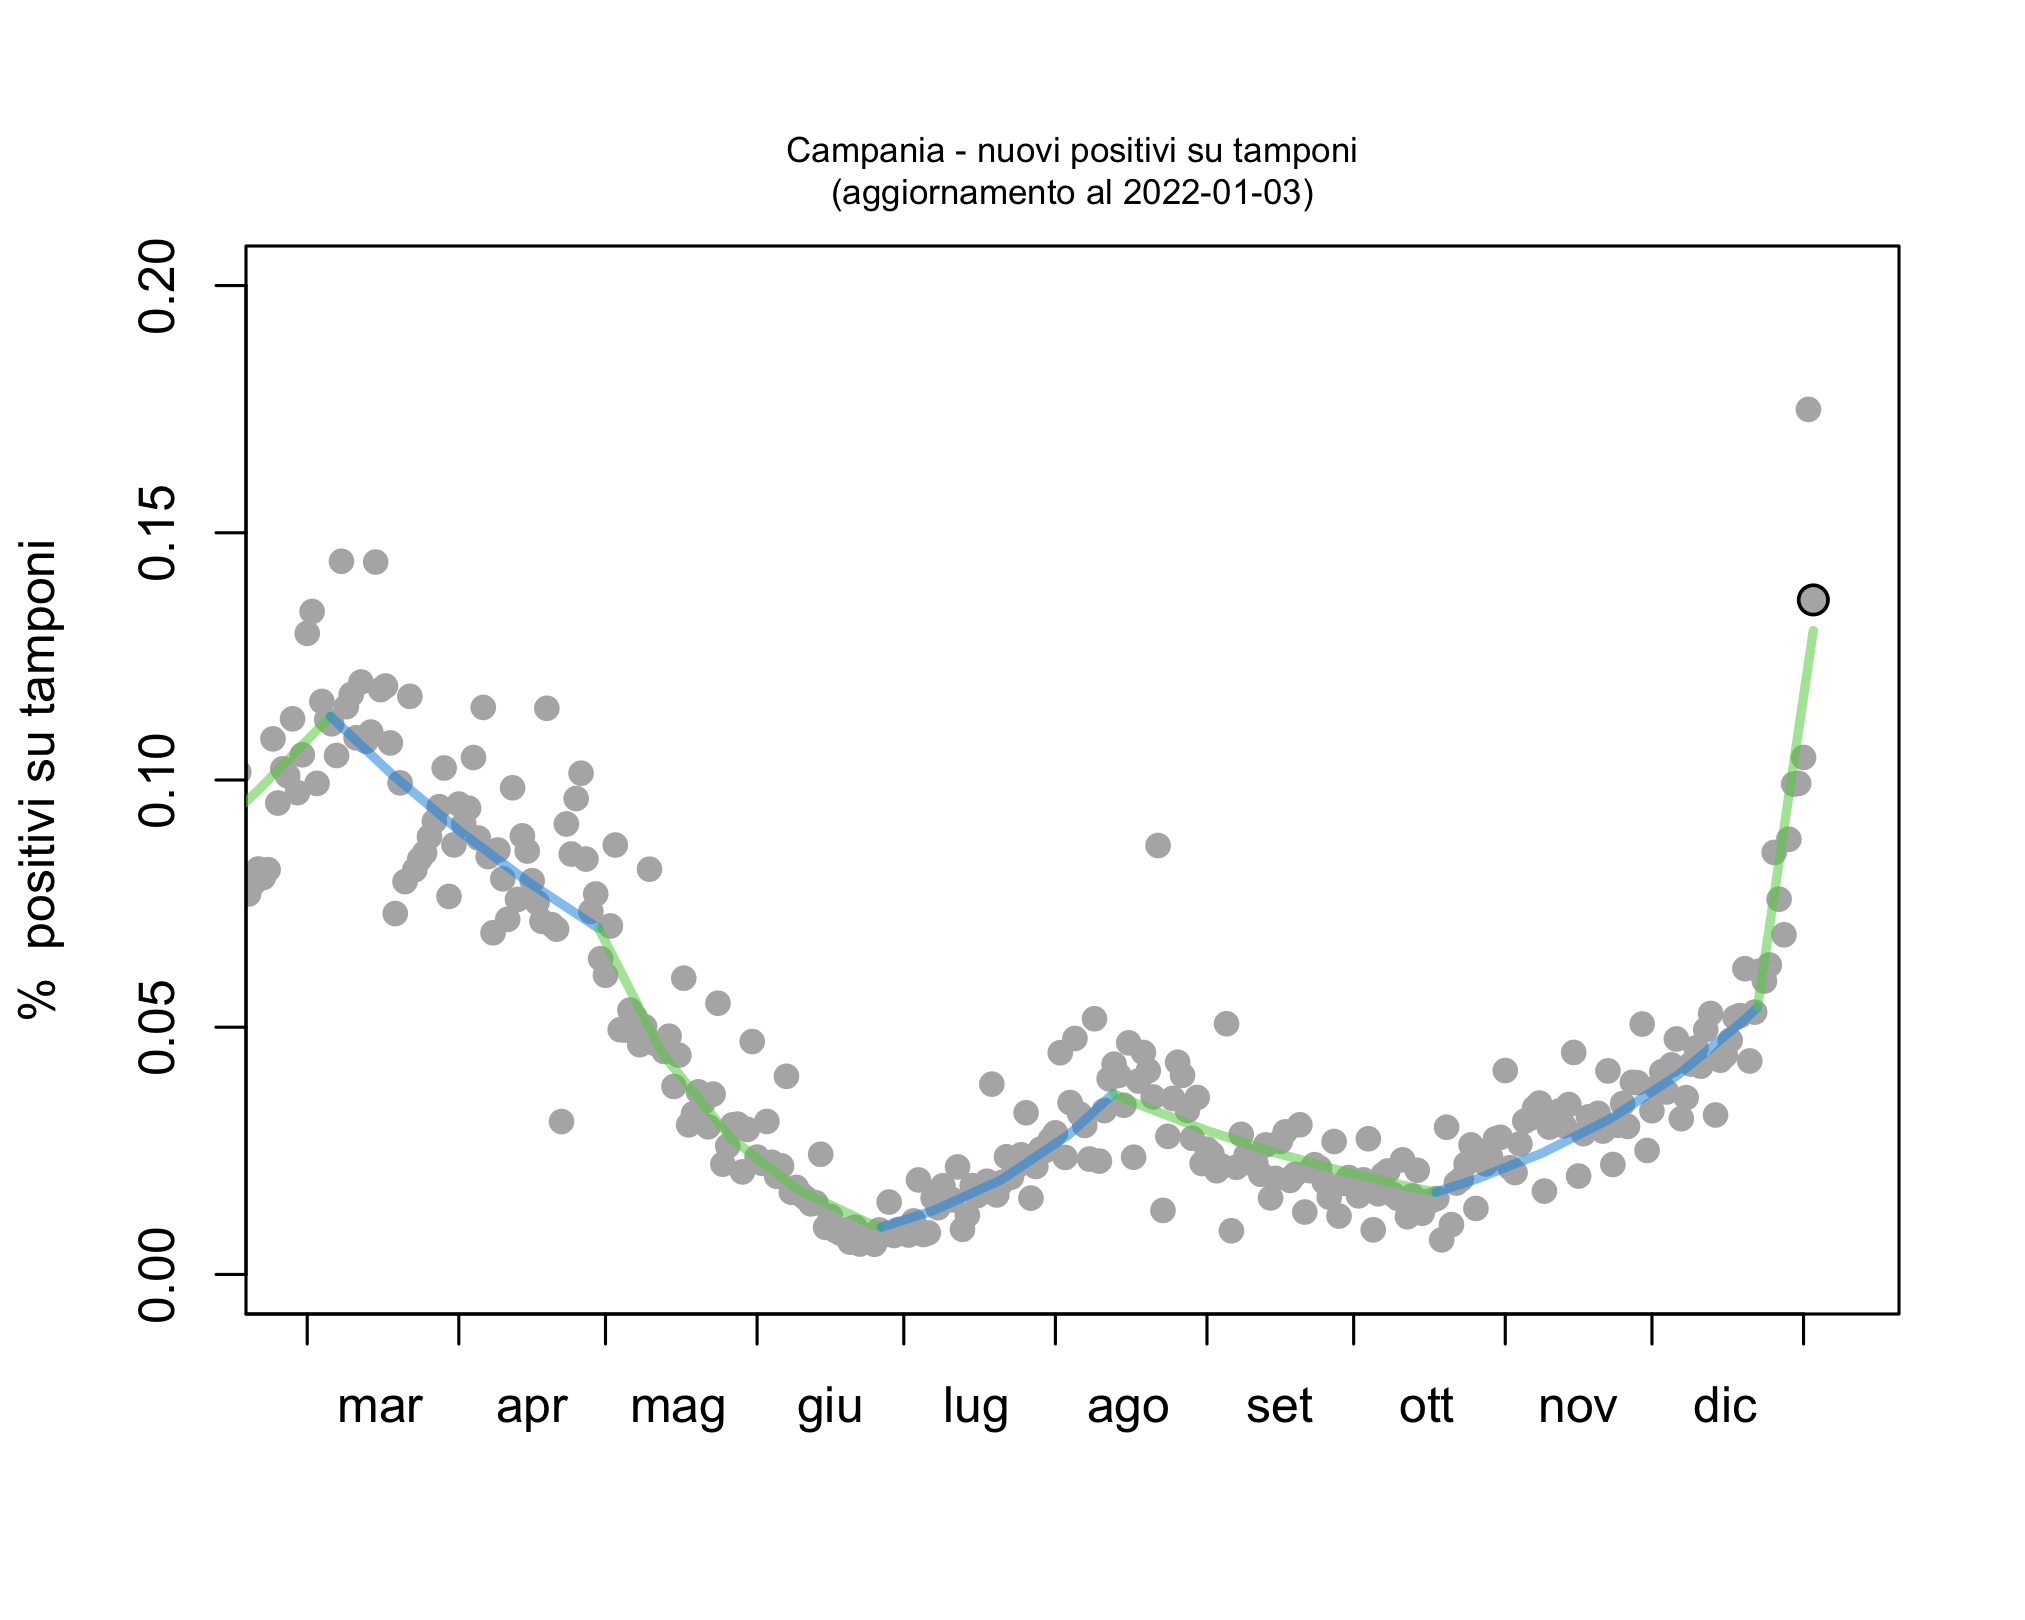 Campania - nuovi positivi su tamponi
(aggiornamento al 2022-01-03)
% positivi su tamponi
0.20
0.15
0.10
0.05
0.00
mar apr mag giu lug ago set ott nov dic